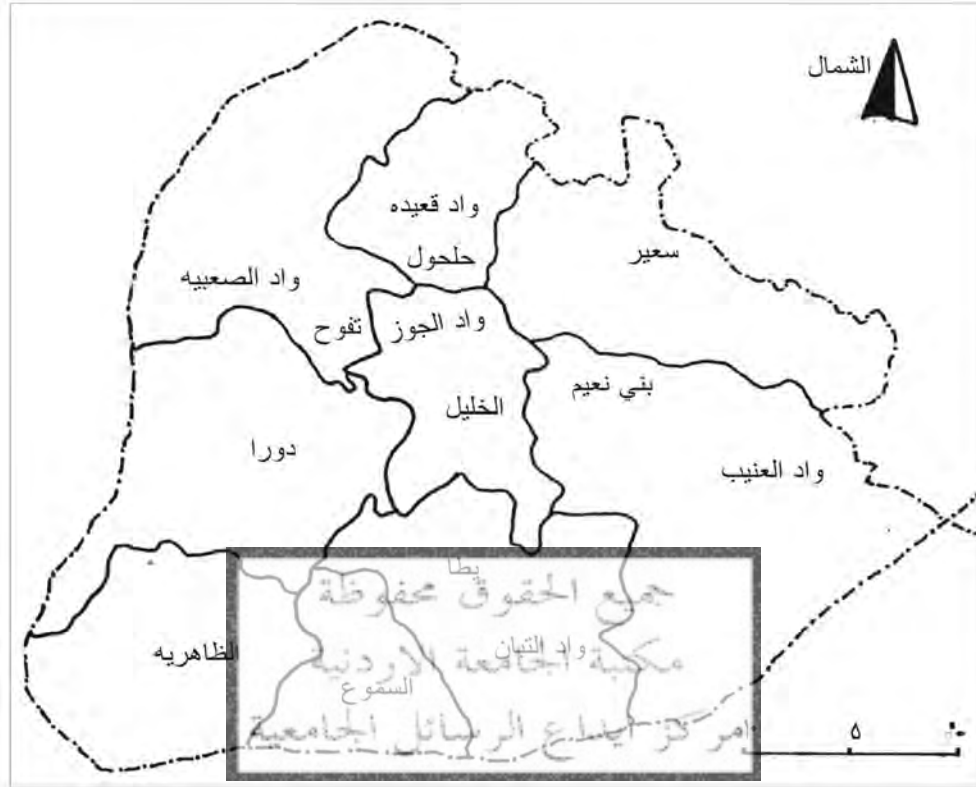 الشمال
واد قعيده
حلحول
سعير
واد الصعبيه
تفوح
واد الجوز
بني نعيم
الخليل
دورا
واد العنيب
يطا
جميع الحقوق محفوظة
الظاهريه
واد التبان
مكتبة الجامعة الاردنية
السموع
مركز ايداع الرسائل الجامعية
٥